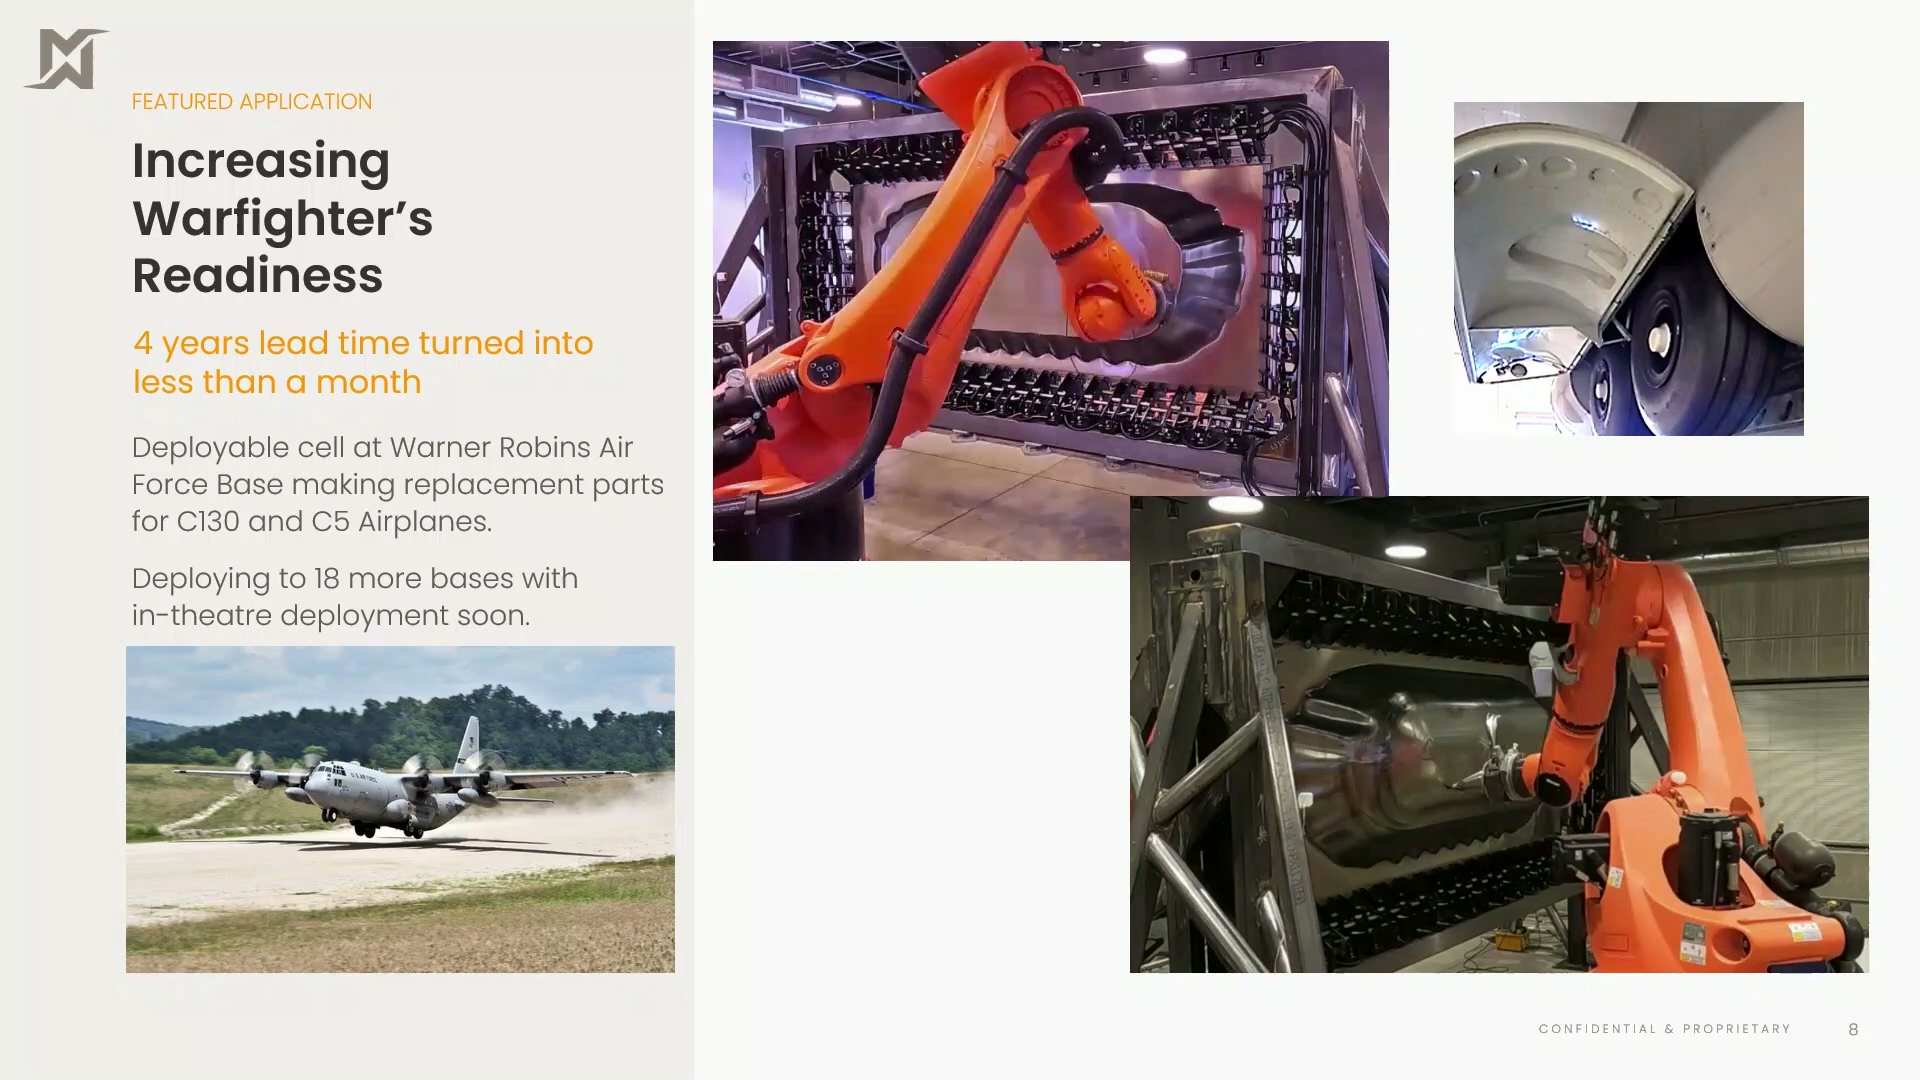 FEATURED APPLICATION
Increasing
Warfighter’s
Readiness
4 years lead time turned into
less than a month
Deployable cell at Warner Robins Air
Force Base making replacement parts
for C130 and C5 Airplanes.
Deploying to 18 more bases with
in-theatre deployment soon.
U.S. AIR FORCE
CONFIDENTIAL & PROPRIETARY
8